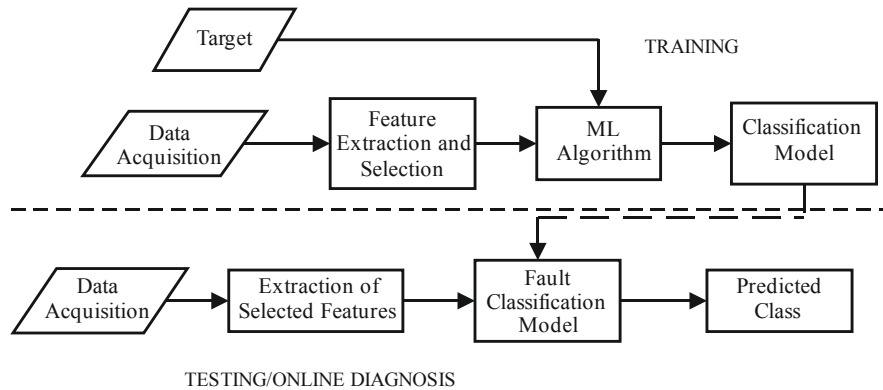 Target
TRAINING
Data
Acquisition
Feature
Extraction and
Selection
ML
Algorithm
Classification
Model
Data
Acquisition
Extraction of
Selected Features
Fault
Classification
Model
Predicted
Class
TESTING/ONLINE DIAGNOSIS